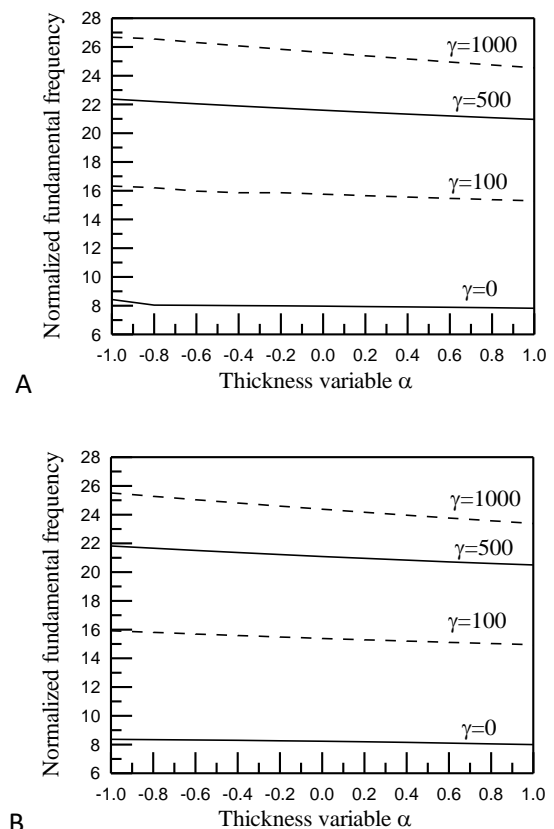 28
26
24
22
20
18
16
14
12
10
8
6
Normalized fundamental frequency
γ=1000
γ=500
γ=100
γ=0
-1.0 -0.8 -0.6 -0.4 -0.2 0.0 0.2 0.4 0.6 0.8 1.0
Thickness variable α
A
28
26
24
22
20
18
16
14
12
10
8
6
Normalized fundamental frequency
γ=1000
γ=500
γ=100
γ=0
-1.0 -0.8 -0.6 -0.4 -0.2 0.0 0.2 0.4 0.6 0.8 1.0
Thickness variable α
B